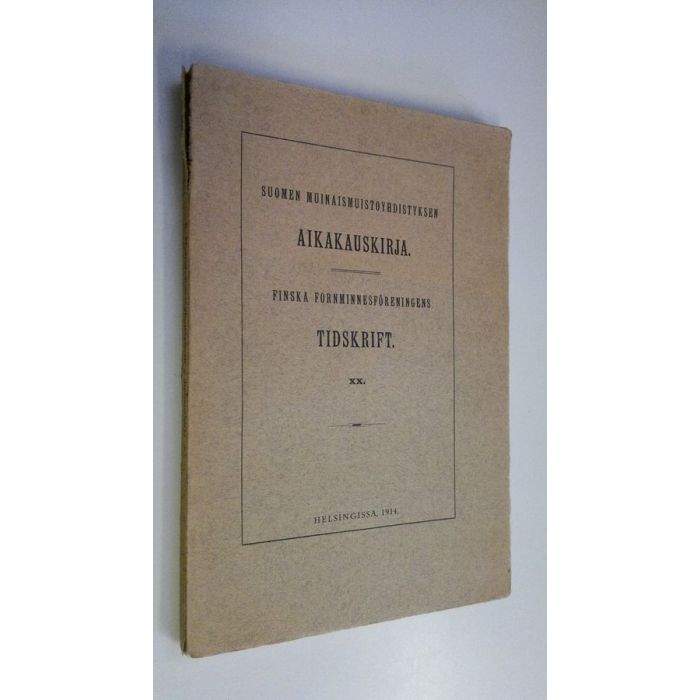 SUOMEN MUINAISMUISTOYHDISTYKSEN
AIKAKAUSKIRJA.
FINSKA FORNMINNESFÖRENINGENS
TIDSKRIFT.
XX.
HELSINGISSÄ, 1914.